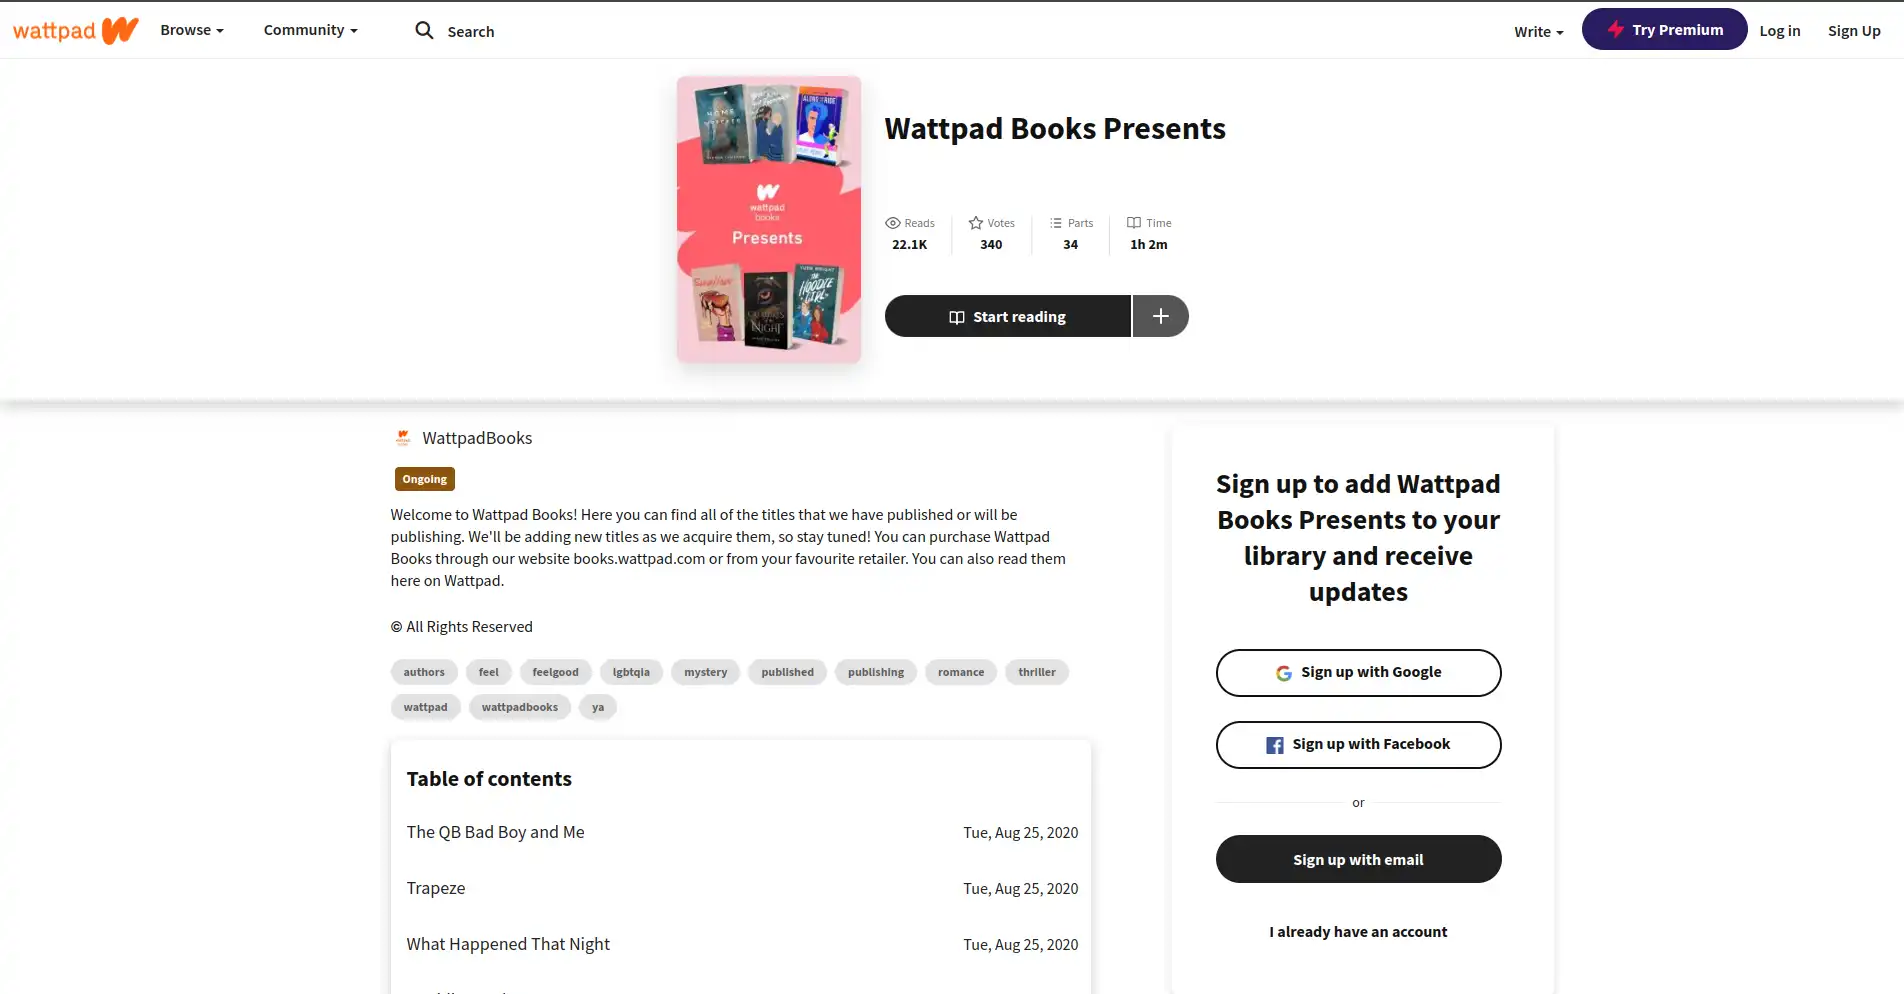 wattpad
Browse
Community
Search
Write
Try Premium
Log in
Sign Up
HOME
ALONG RIDE
wattpad
books
Presents
NIGHT
THE
HOODIE
GIRL
Wattpad Books Presents
Reads
Votes
Parts
Time
22.1K
340
34
1h 2m
Start reading
WattpadBooks
Ongoing
Welcome to Wattpad Books! Here you can find all of the titles that we have published or will be
publishing. We'll be adding new titles as we acquire them, so stay tuned! You can purchase Wattpad
Books through our website books.wattpad.com or from your favourite retailer. You can also read them
here on Wattpad.
© All Rights Reserved
authors feel feelgood lgbtqia mystery published publishing romance thriller
wattpad wattpadbooks ya
Table of contents
The QB Bad Boy and Me Tue, Aug 25, 2020
Trapeze Tue, Aug 25, 2020
What Happened That Night Tue, Aug 25, 2020
Sign up to add Wattpad
Books Presents to your
library and receive
updates
Sign up with Google
Sign up with Facebook
or
Sign up with email
I already have an account